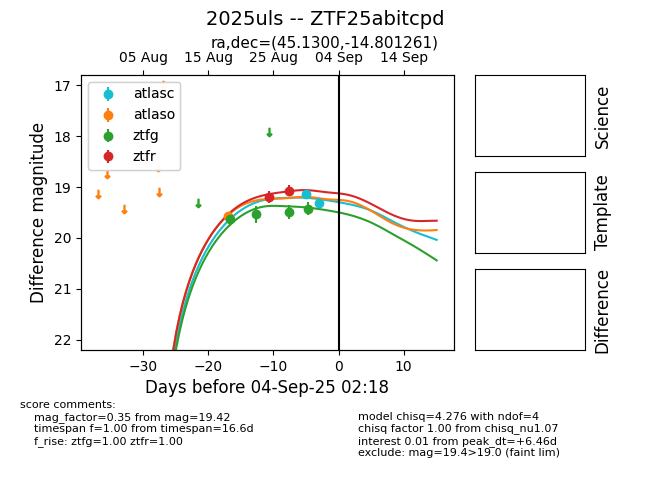 2025uls -- ZTF25abitcpd
ra,dec=(45.1300,-14.801261)
05 Aug 15 Aug 25 Aug 04 Sep 14 Sep
atlasc
atlaso
ztfg
ztfr
Difference magnitude
17
18
19
20
21
22
−30 −20 −10 0 10
Days before 04-Sep-25 02:18
Science
Template
Difference
score comments:
mag_factor=0.35 from mag=19.42
timespan f=1.00 from timespan=16.6d
f_rise: ztfg=1.00 ztfr=1.00
model chisq=4.276 with ndof=4
chisq factor 1.00 from chisq_nu1.07
interest 0.01 from peak_dt=+6.46d
exclude: mag=19.4>19.0 (faint lim)